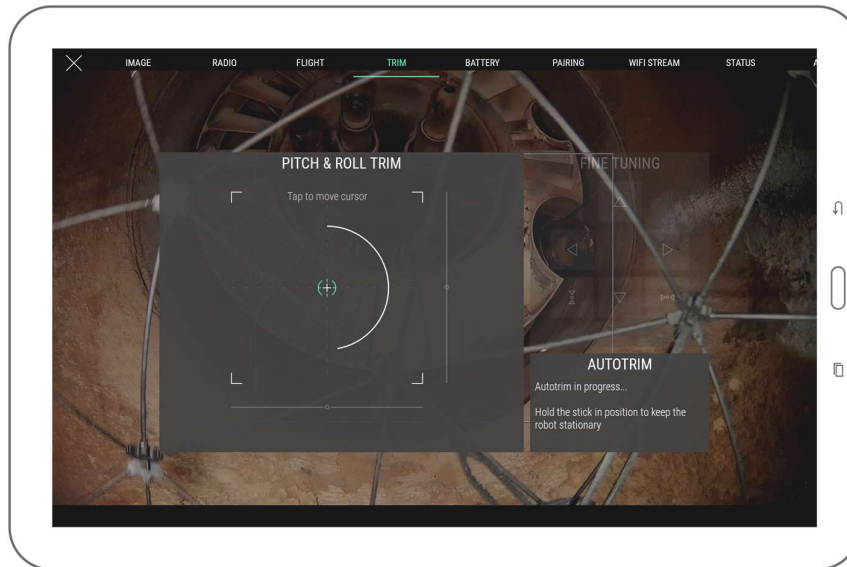 IMAGE RADIO FLIGHT TRIM BATTERY PAIRING WIFI STREAM STATUS
PITCH & ROLL TRIM
Tap to move cursor
FINE TUNING
AUTOTRIM
Autotrim in progress...
Hold the stick in position to keep the
robot stationary